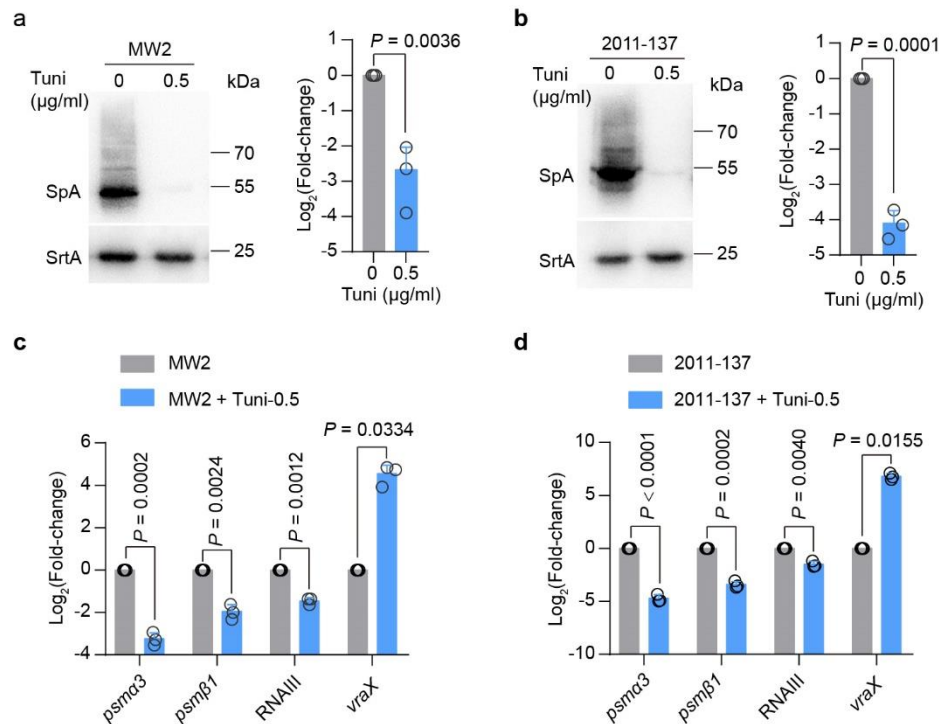 a
MW2
Tuni
(µg/ml)
0
0.5
kDa
70
55
SpA
25
SrtA
P = 0.0036
Log2(Fold-change)
1
0
-1
-2
-3
-4
-5
0
0.5
Tuni (µg/ml)
b
2011-137
Tuni
(µg/ml)
0
0.5
kDa
70
55
SpA
25
SrtA
P = 0.0001
Log2(Fold-change)
1
0
-1
-2
-3
-4
-5
0
0.5
Tuni (µg/ml)
c
MW2
MW2 + Tuni-0.5
Log2(Fold-change)
6
4
2
0
-2
-4
P = 0.0002
P = 0.0024
P = 0.0012
P = 0.0334
psmα3
psmβ1
RNAIII
vraX
d
2011-137
2011-137 + Tuni-0.5
Log2(Fold-change)
10
5
0
-5
-10
P < 0.0001
P = 0.0002
P = 0.0040
P = 0.0155
psmα3
psmβ1
RNAIII
vraX